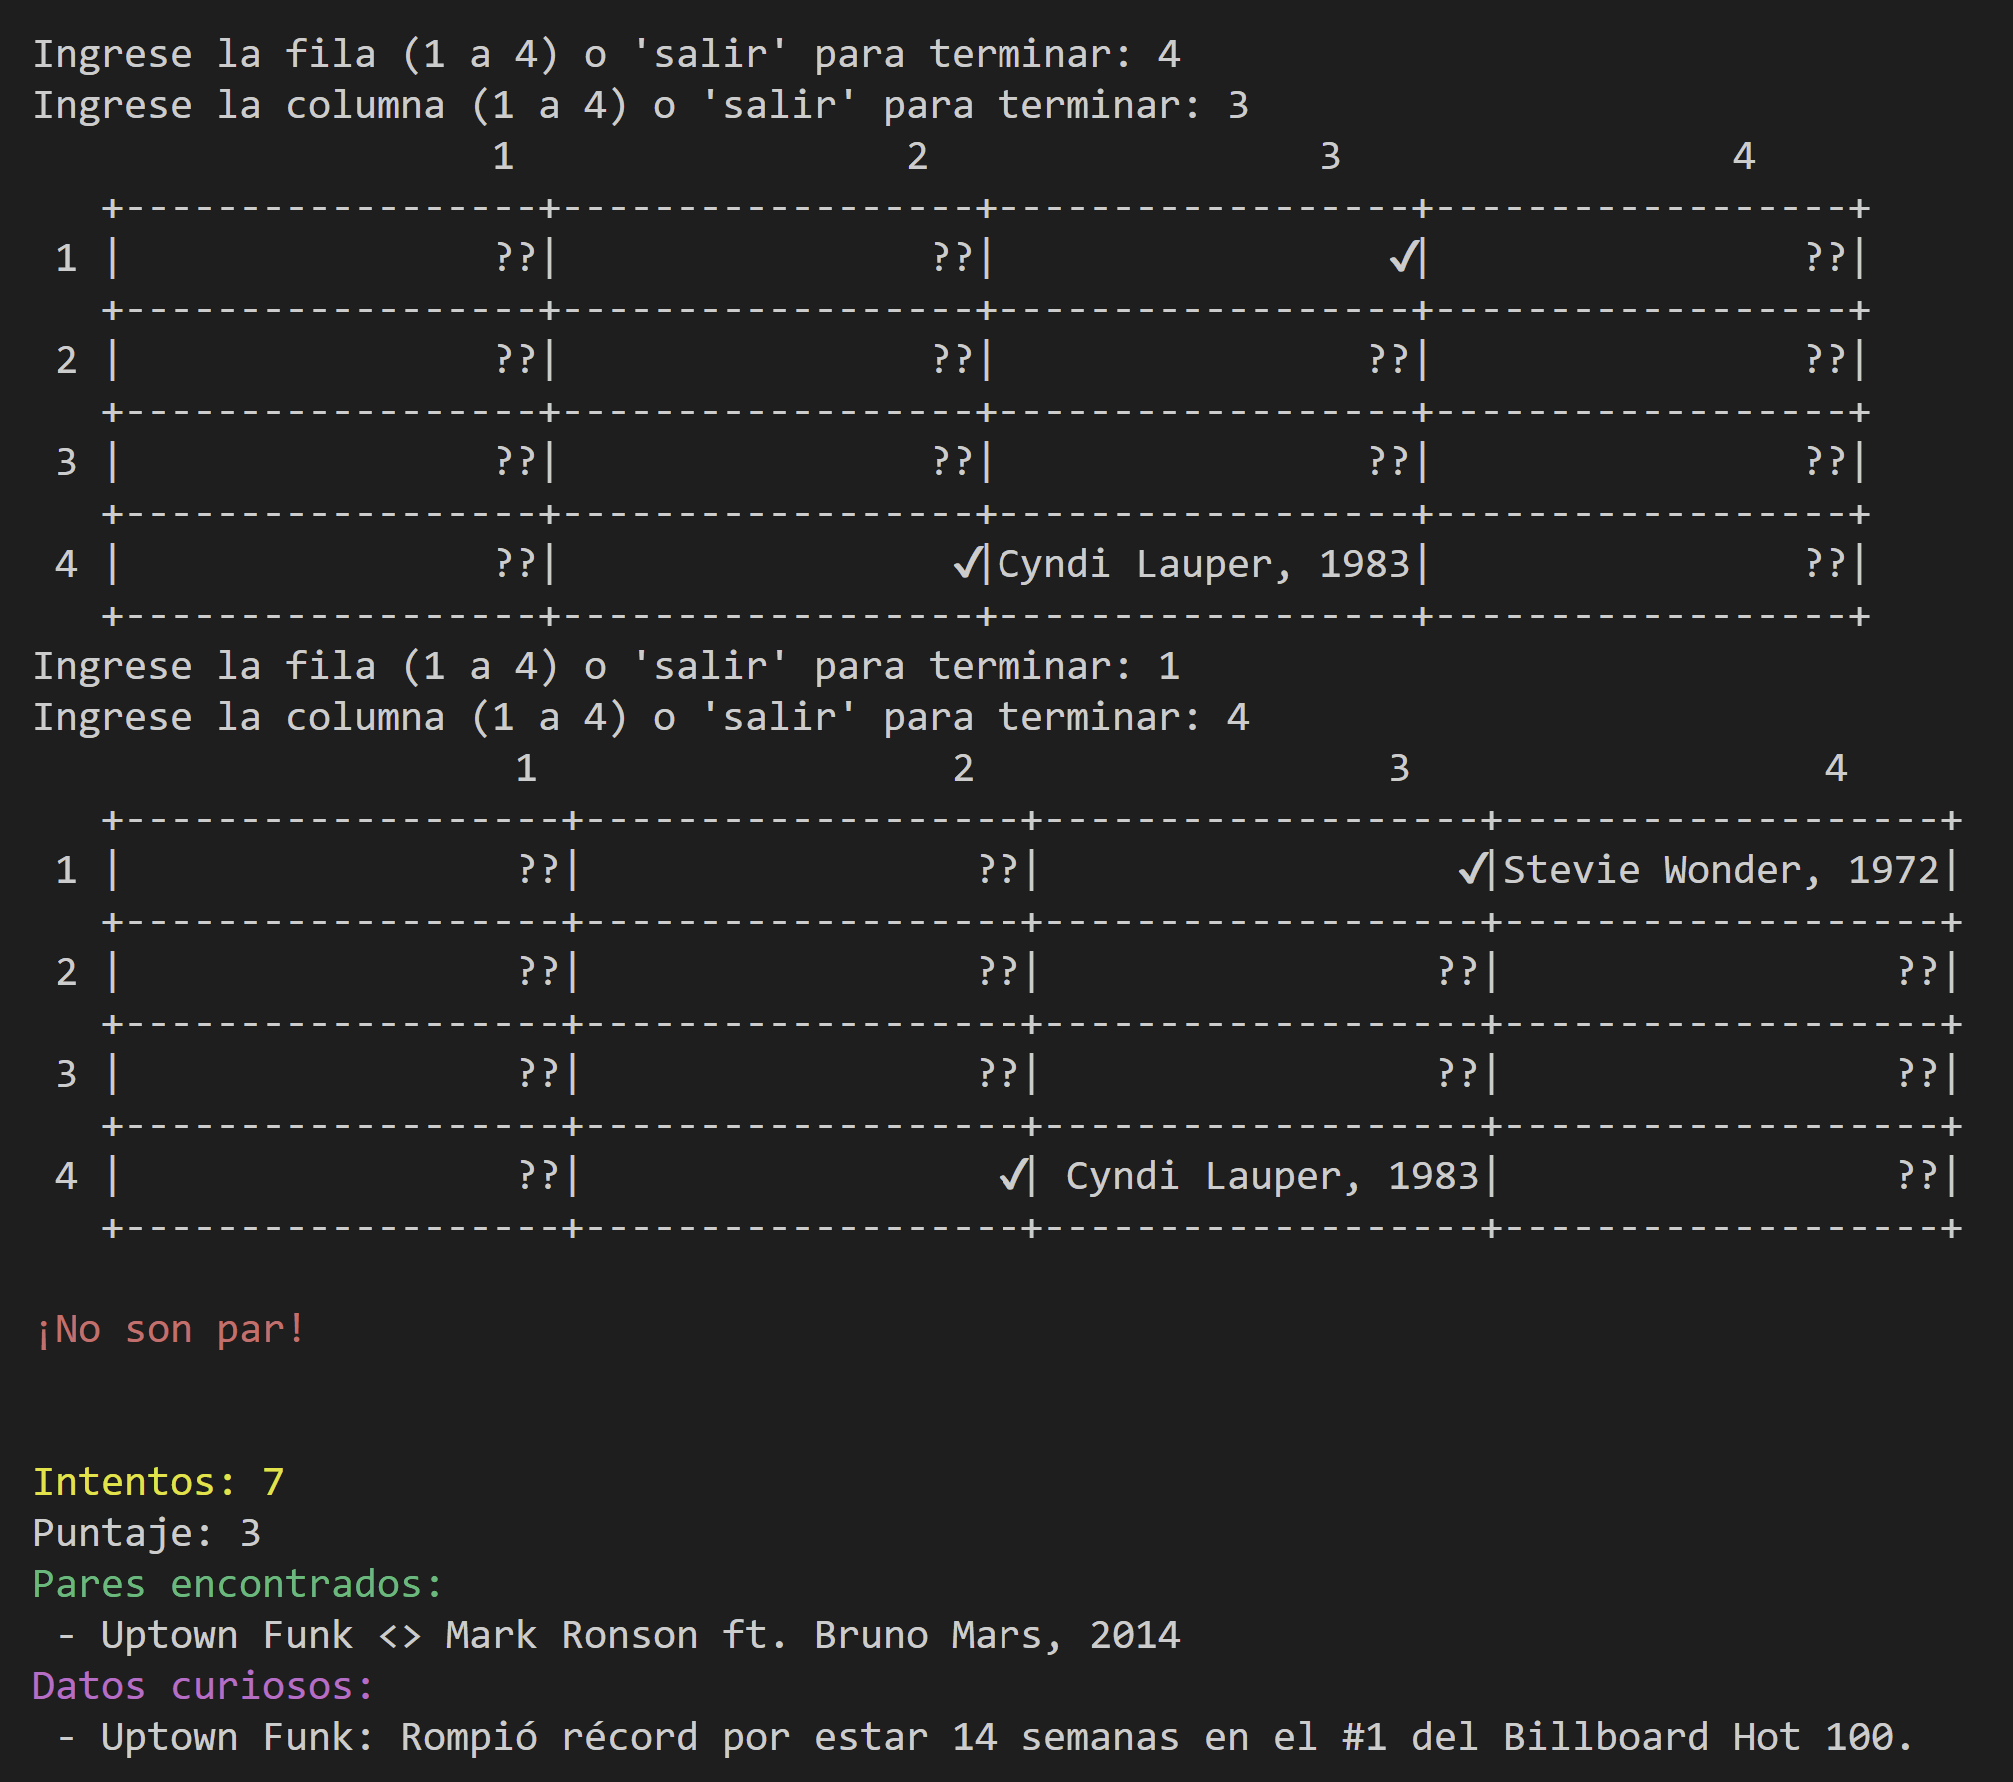 Ingrese la fila (1 a 4) o 'salir' para terminar: 4
Ingrese la columna (1 a 4) o 'salir' para terminar: 3
                    1                 2                 3                 4
   +------------------+------------------+------------------+------------------+
 1 |                ??|                ??|                 ✓|                ??|
   +------------------+------------------+------------------+------------------+
 2 |                ??|                ??|                ??|                ??|
   +------------------+------------------+------------------+------------------+
 3 |                ??|                ??|                ??|                ??|
   +------------------+------------------+------------------+------------------+
 4 |                ??|                 ✓|Cyndi Lauper, 1983|                ??|
   +------------------+------------------+------------------+------------------+
Ingrese la fila (1 a 4) o 'salir' para terminar: 1
Ingrese la columna (1 a 4) o 'salir' para terminar: 4
                     1                  2                  3                  4
   +-------------------+-------------------+-------------------+-------------------+
 1 |                 ??|                 ??|                  ✓|Stevie Wonder, 1972|
   +-------------------+-------------------+-------------------+-------------------+
 2 |                 ??|                 ??|                 ??|                 ??|
   +-------------------+-------------------+-------------------+-------------------+
 3 |                 ??|                 ??|                 ??|                 ??|
   +-------------------+-------------------+-------------------+-------------------+
 4 |                 ??|                  ✓| Cyndi Lauper, 1983|                 ??|
   +-------------------+-------------------+-------------------+-------------------+
¡No son par!
Intentos: 7
Puntaje: 3
Pares encontrados:
 - Uptown Funk <> Mark Ronson ft. Bruno Mars, 2014
Datos curiosos:
 - Uptown Funk: Rompió récord por estar 14 semanas en el #1 del Billboard Hot 100.